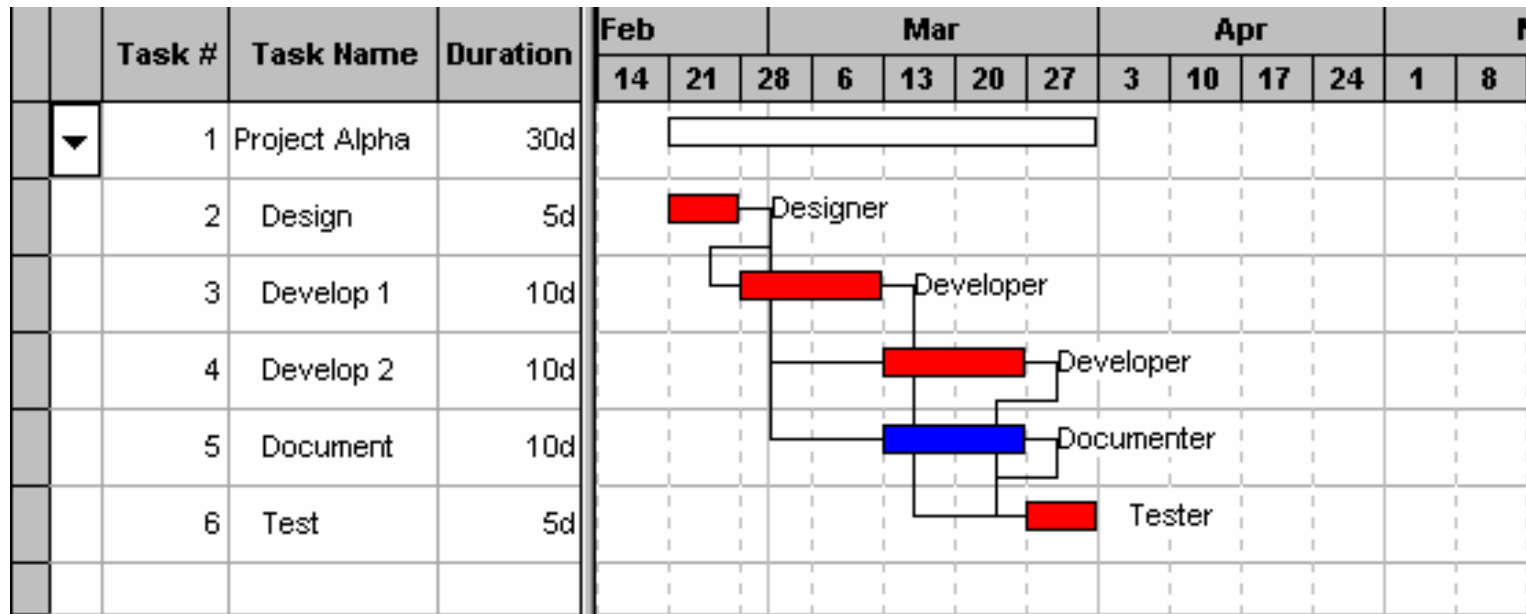 Task # Task Name Duration Feb Mar Apr
14 21 28 6 13 20 27 3 10 17 24 1 8
1 Project Alpha 30d
2 Design 5d Designer
3 Develop 1 10d Developer
4 Develop 2 10d Developer
5 Document 10d Documenter
6 Test 5d Tester